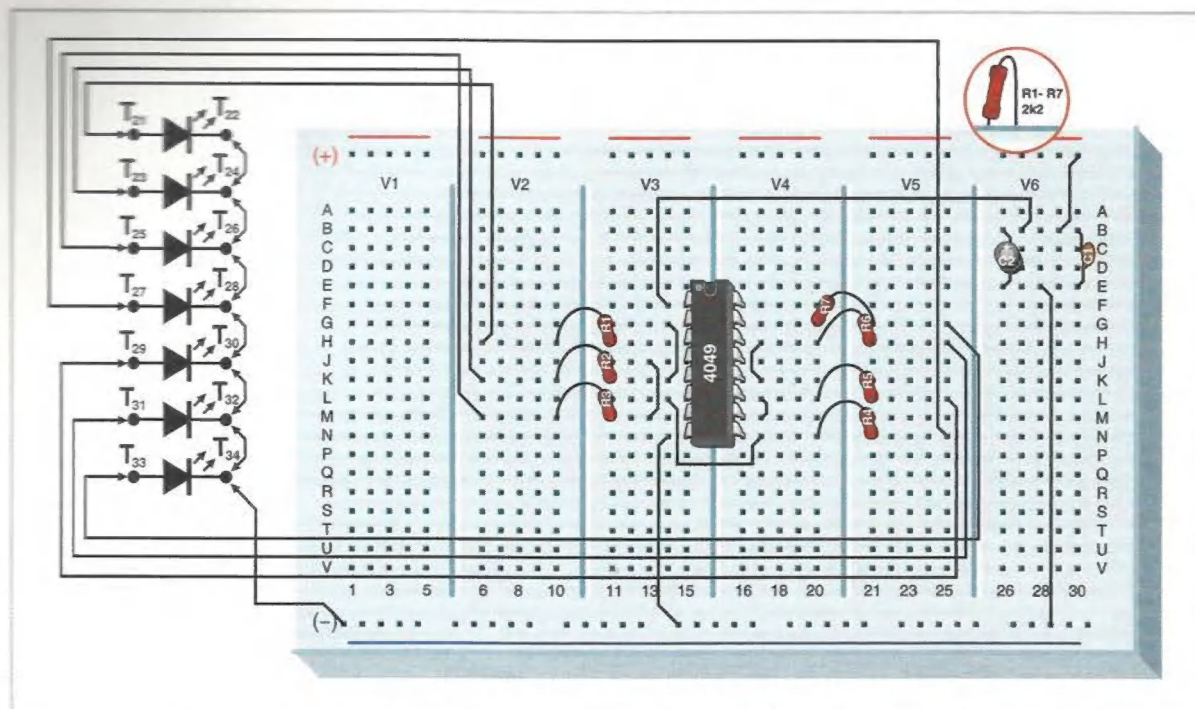 R1- R7
2k2
T21 T22
T23 T24
T25 T26
T27 T28
T29 T30
T31 T32
T33 T34
(+)
V1 V2 V3 V4 V5 V6
A A
B B
C C
D D
E E
F F
G G
H H
J J
K K
L L
M M
N N
P P
Q Q
R R
S S
T T
U U
V V
C2 C1
R1 R2 R3
4049
R7 R6 R5 R4
1 3 5 6 8 10 11 13 15 16 18 20 21 23 25 26 28 30
(−)